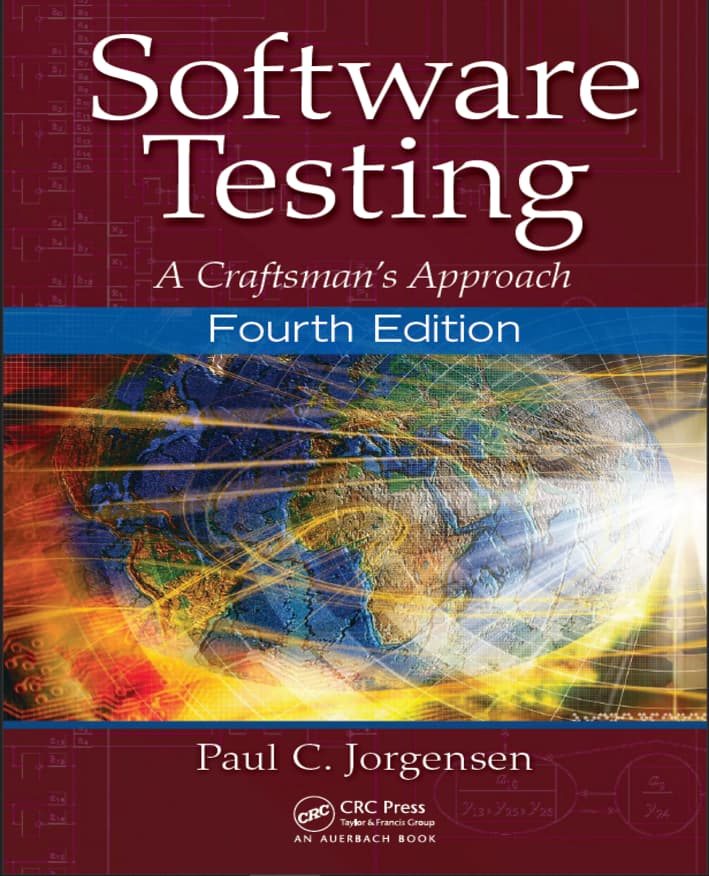 Software
Testing
A Craftsman's Approach
Fourth Edition
Paul C. Jorgensen
CRC
CRC Press
Taylor & Francis Group
AN AUERBACH BOOK